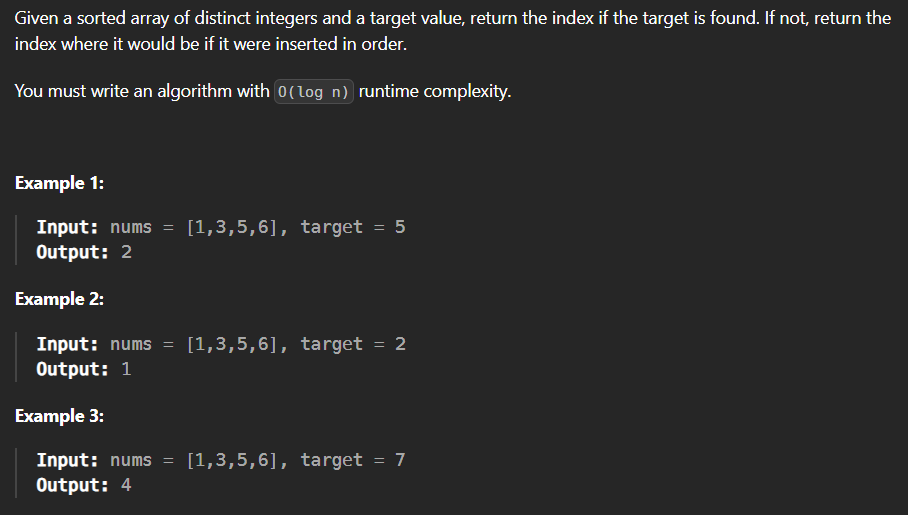 Given a sorted array of distinct integers and a target value, return the index if the target is found. If not, return the
index where it would be if it were inserted in order.
You must write an algorithm with O(log n) runtime complexity.
Example 1:
Input: nums = [1,3,5,6], target = 5
Output: 2
Example 2:
Input: nums = [1,3,5,6], target = 2
Output: 1
Example 3:
Input: nums = [1,3,5,6], target = 7
Output: 4